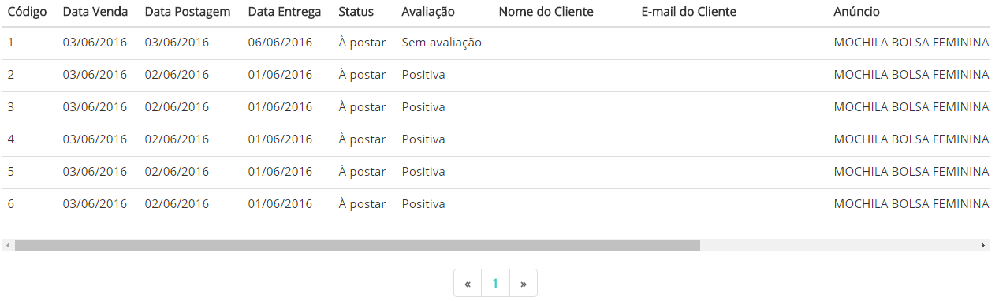 Código Data Venda Data Postagem Data Entrega Status Avaliação Nome do Cliente E-mail do Cliente Anúncio
1 03/06/2016 03/06/2016 06/06/2016 À postar Sem avaliação MOCHILA BOLSA FEMININA
2 03/06/2016 02/06/2016 01/06/2016 À postar Positiva MOCHILA BOLSA FEMININA
3 03/06/2016 02/06/2016 01/06/2016 À postar Positiva MOCHILA BOLSA FEMININA
4 03/06/2016 02/06/2016 01/06/2016 À postar Positiva MOCHILA BOLSA FEMININA
5 03/06/2016 02/06/2016 01/06/2016 À postar Positiva MOCHILA BOLSA FEMININA
6 03/06/2016 02/06/2016 01/06/2016 À postar Positiva MOCHILA BOLSA FEMININA
« 1 »